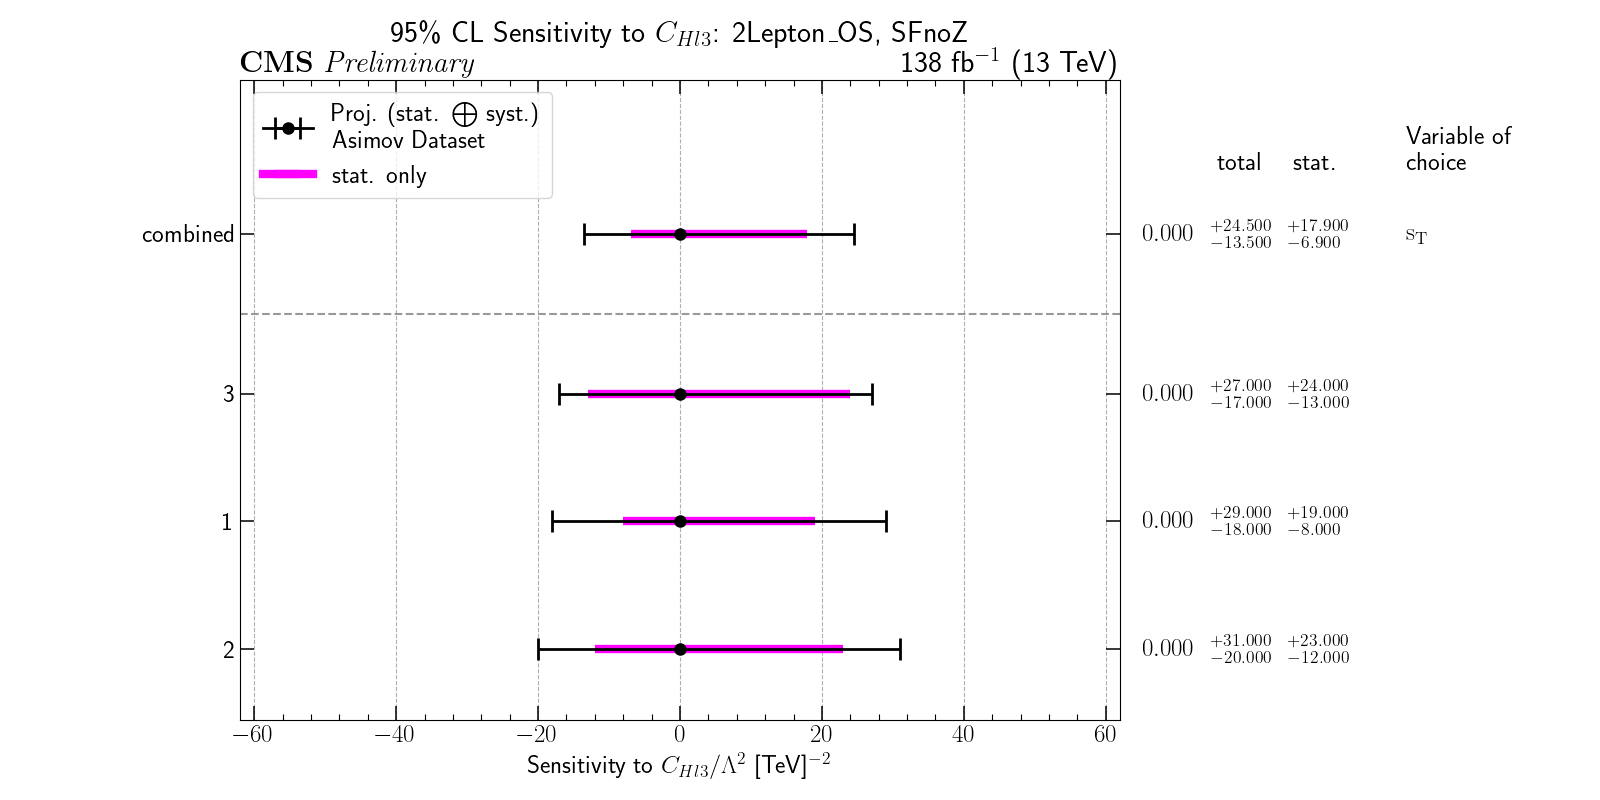 95% CL Sensitivity to C_{Hl3}: 2Lepton_OS, SFnoZ
CMS Preliminary 138 fb⁻¹ (13 TeV)
Proj. (stat. ⨁ syst.)
Asimov Dataset
stat. only
total stat. Variable of
choice
combined 0.000 +24.500 −13.500 +17.900 −6.900 s_T
3 0.000 +27.000 −17.000 +24.000 −13.000
1 0.000 +29.000 −18.000 +19.000 −8.000
2 0.000 +31.000 −20.000 +23.000 −12.000
−60 −40 −20 0 20 40 60
Sensitivity to C_{Hl3}/Λ² [TeV]⁻²